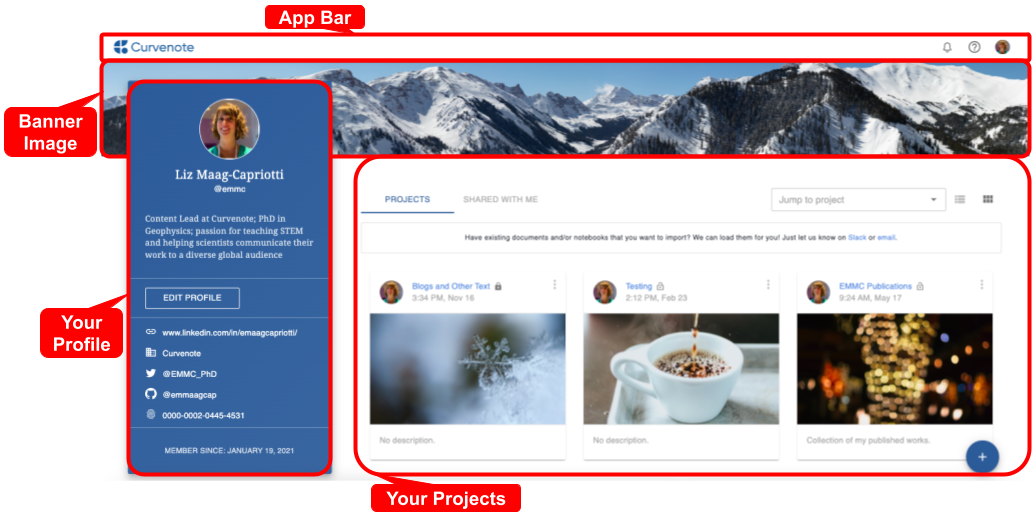 App Bar
Curvenote
Banner
Image
Liz Maag-Capriotti
@emmc
Content Lead at Curvenote; PhD in
Geophysics; passion for teaching STEM
and helping scientists communicate their
work to a diverse global audience
EDIT PROFILE
Your
Profile
www.linkedin.com/in/emaagcapriotti/
Curvenote
@EMMC_PhD
@emmaagcap
0000-0002-0445-4531
MEMBER SINCE: JANUARY 19, 2021
PROJECTS SHARED WITH ME Jump to project
Have existing documents and/or notebooks that you want to import? We can load them for you! Just let us know on Slack or email.
Blogs and Other Text
3:34 PM, Nov 16
No description.
Testing
2:12 PM, Feb 23
No description.
EMMC Publications
9:24 AM, May 17
Collection of my published works.
+
Your Projects